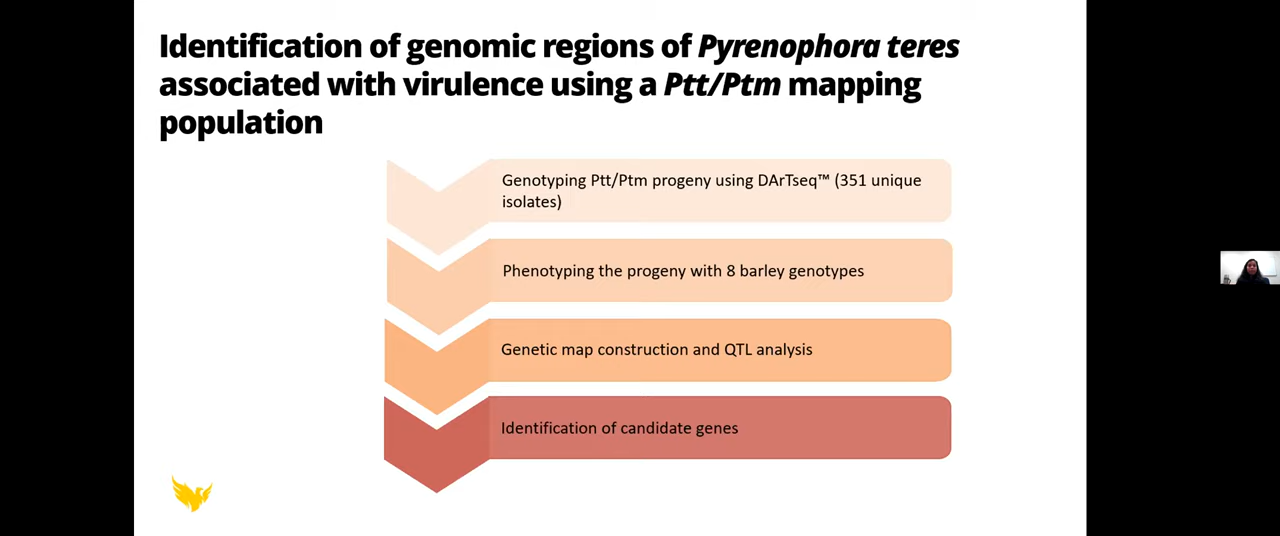 Identification of genomic regions of Pyrenophora teres
associated with virulence using a Ptt/Ptm mapping
population
Genotyping Ptt/Ptm progeny using DArTseq™ (351 unique
isolates)
Phenotyping the progeny with 8 barley genotypes
Genetic map construction and QTL analysis
Identification of candidate genes